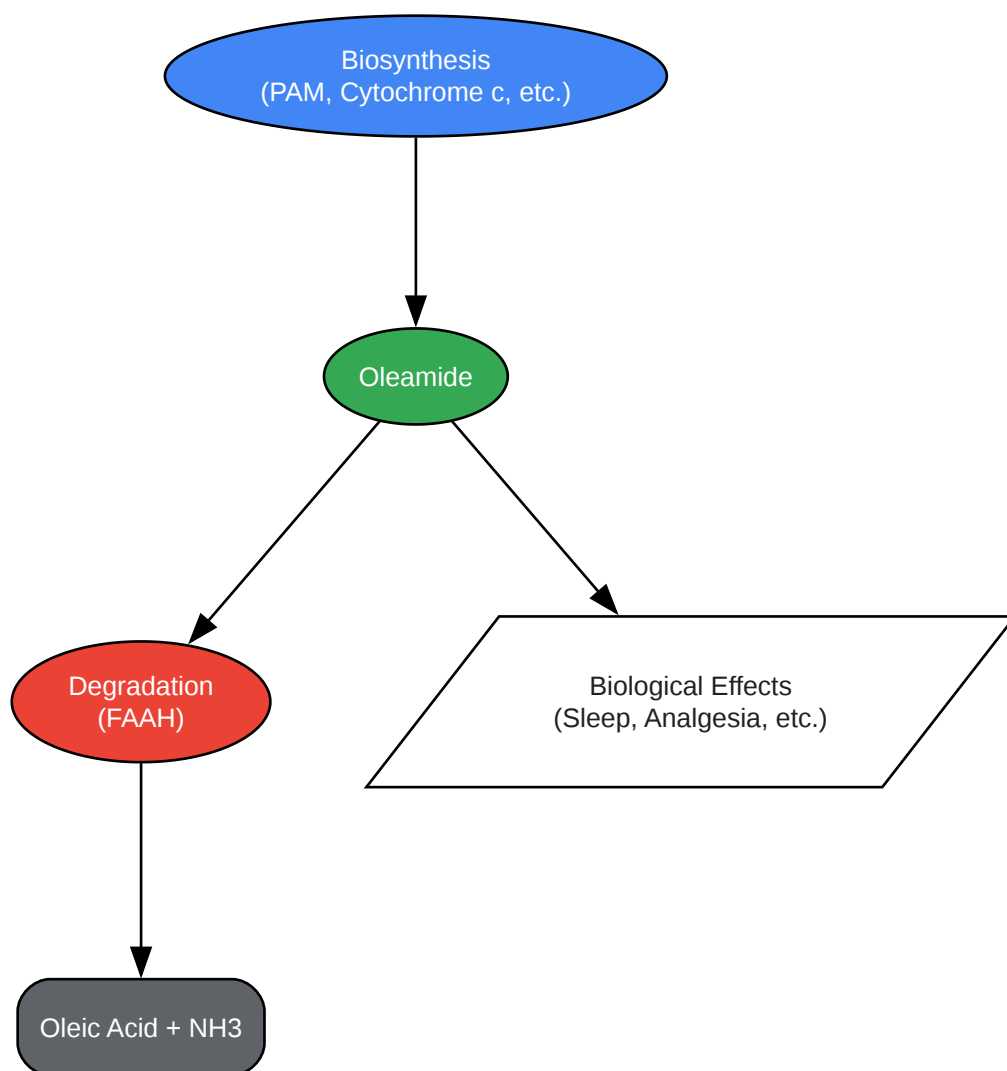 Biosynthesis
(PAM, Cytochrome c, etc.)
Oleamide
Degradation
(FAAH)
Biological Effects
(Sleep, Analgesia, etc.)
Oleic Acid + NH3